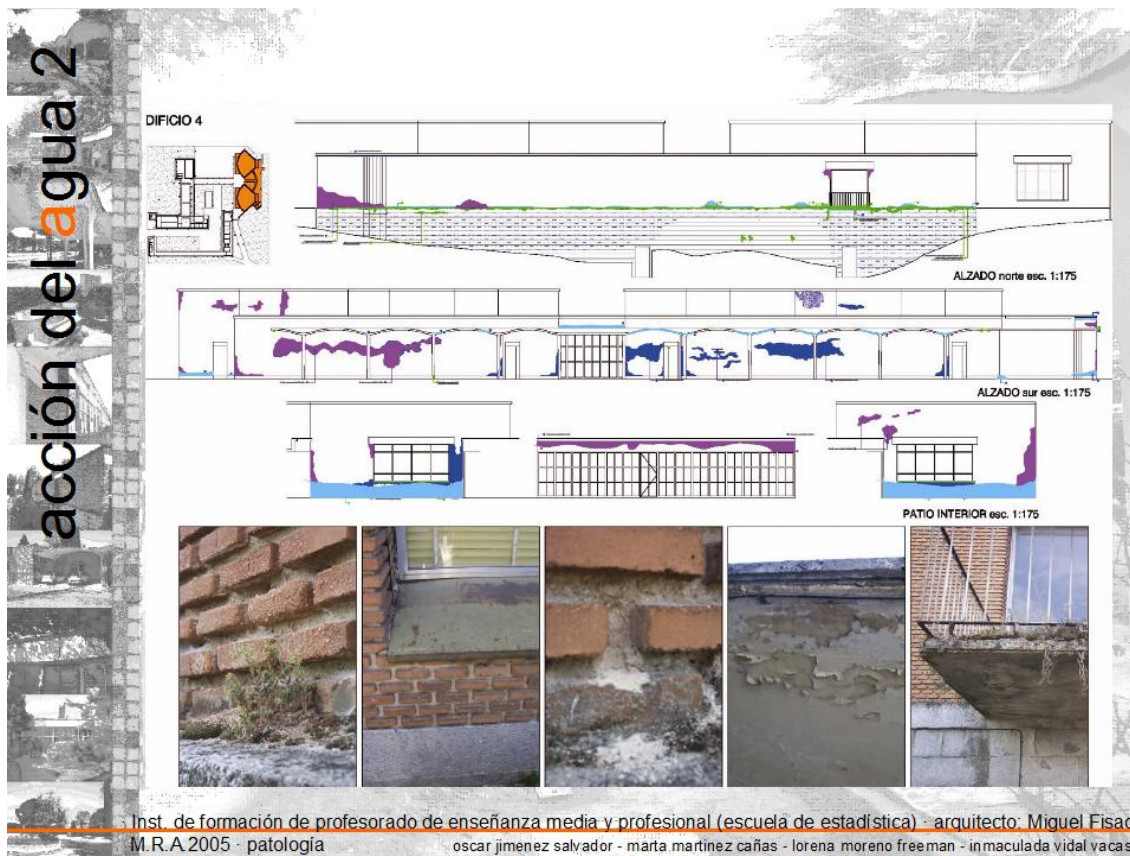 acción del agua 2
DIFICIO 4
ALZADO norte esc. 1:175
ALZADO sur esc. 1:175
PATIO INTERIOR esc. 1:175
Inst. de formación de profesorado de enseñanza media y profesional (escuela de estadística) · arquitecto: Miguel Fisac
M.R.A.2005 · patología
oscar jimenez salvador - marta martinez cañas - lorena moreno freeman - inmaculada vidal vacas